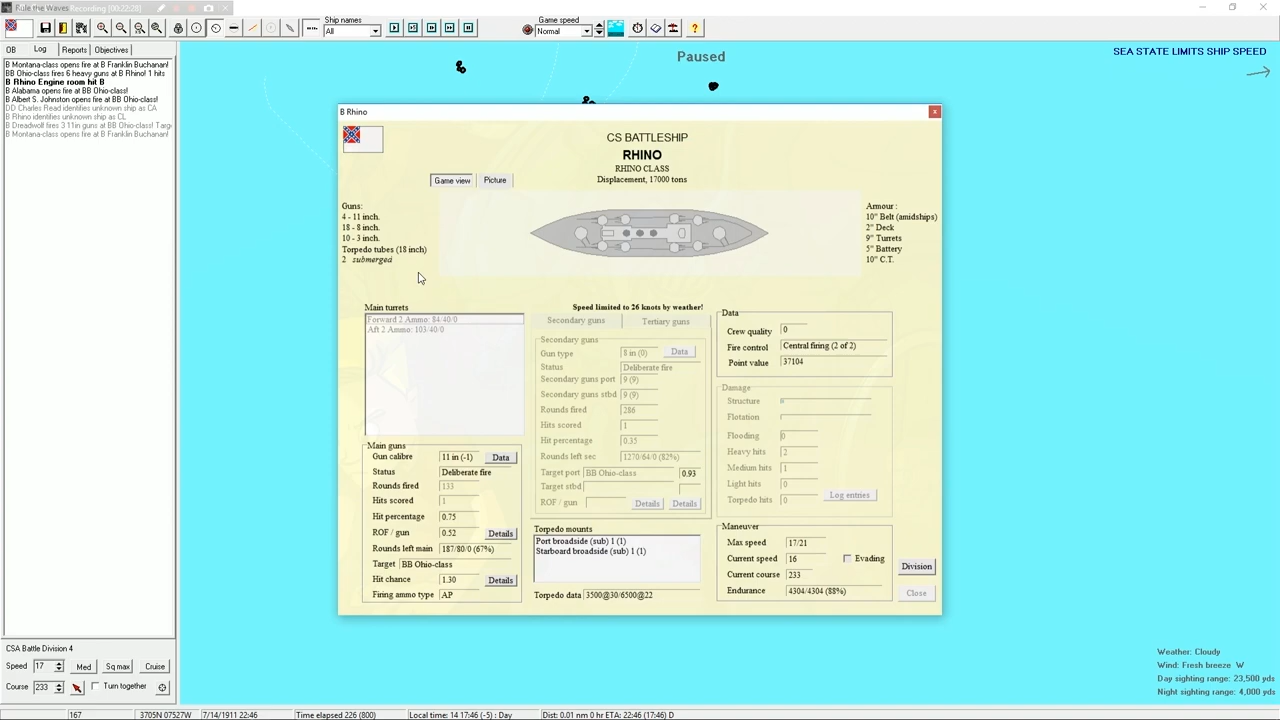 Rule the Waves
Recording [00:22:28]
Ship names
All
Game speed
Normal
OB Log Reports Objectives
B Montana-class opens fire at B Franklin Buchanan!
BB Ohio-class fires 6 heavy guns at B Rhino! 1 hits
B Rhino Engine room hit B
B Alabama opens fire at BB Ohio-class!
B Albert S. Johnston opens fire at BB Ohio-class!
DD Charles Read identifies unknown ship as CA
B Rhino identifies unknown ship as CL
B Dreadwolf fires 3 11in guns at BB Ohio-class! Targ
B Montana-class opens fire at B Franklin Buchanan!
Paused
SEA STATE LIMITS SHIP SPEED
B Rhino
CS BATTLESHIP
RHINO
RHINO CLASS
Displacement, 17000 tons
Game view Picture
Guns:
4 - 11 inch.
18 - 8 inch.
10 - 3 inch.
Torpedo tubes (18 inch)
2 submerged
Armour :
10" Belt (amidships)
2" Deck
9" Turrets
5" Battery
10" C.T.
Main turrets
Forward 2 Ammo: 84/40/0
Aft 2 Ammo: 103/40/0
Main guns
Gun calibre 11 in (-1) Data
Status Deliberate fire
Rounds fired 133
Hits scored 1
Hit percentage 0.75
ROF / gun 0.52 Details
Rounds left main 187/80/0 (67%)
Target BB Ohio-class
Hit chance 1.30 Details
Firing ammo type AP
Speed limited to 26 knots by weather!
Secondary guns Tertiary guns
Secondary guns
Gun type 8 in (0) Data
Status Deliberate fire
Secondary guns port 9 (9)
Secondary guns stbd 9 (9)
Rounds fired 286
Hits scored 1
Hit percentage 0.35
Rounds left sec 1270/64/0 (82%)
Target port BB Ohio-class 0.93
Target stbd
ROF / gun Details Details
Torpedo mounts
Port broadside (sub) 1 (1)
Starboard broadside (sub) 1 (1)
Torpedo data 3500@30/6500@22
Data
Crew quality 0
Fire control Central firing (2 of 2)
Point value 37104
Damage
Structure
Flotation
Flooding 0
Heavy hits 2
Medium hits 1
Light hits 0
Torpedo hits 0
Log entries
Maneuver
Max speed 17/21
Current speed 16 Evading
Current course 233
Endurance 4304/4304 (88%)
Division
Close
CSA Battle Division 4
Speed 17 Med Sq max Cruise
Course 233 Turn together
Weather: Cloudy
Wind: Fresh breeze W
Day sighting range: 23,500 yds
Night sighting range: 4,000 yds
167 3705N 07527W 7/14/1911 22:46 Time elapsed 226 (800) Local time: 14 17:46 (-5) : Day Dist: 0.01 nm 0 hr ETA: 22:46 (17:46) D